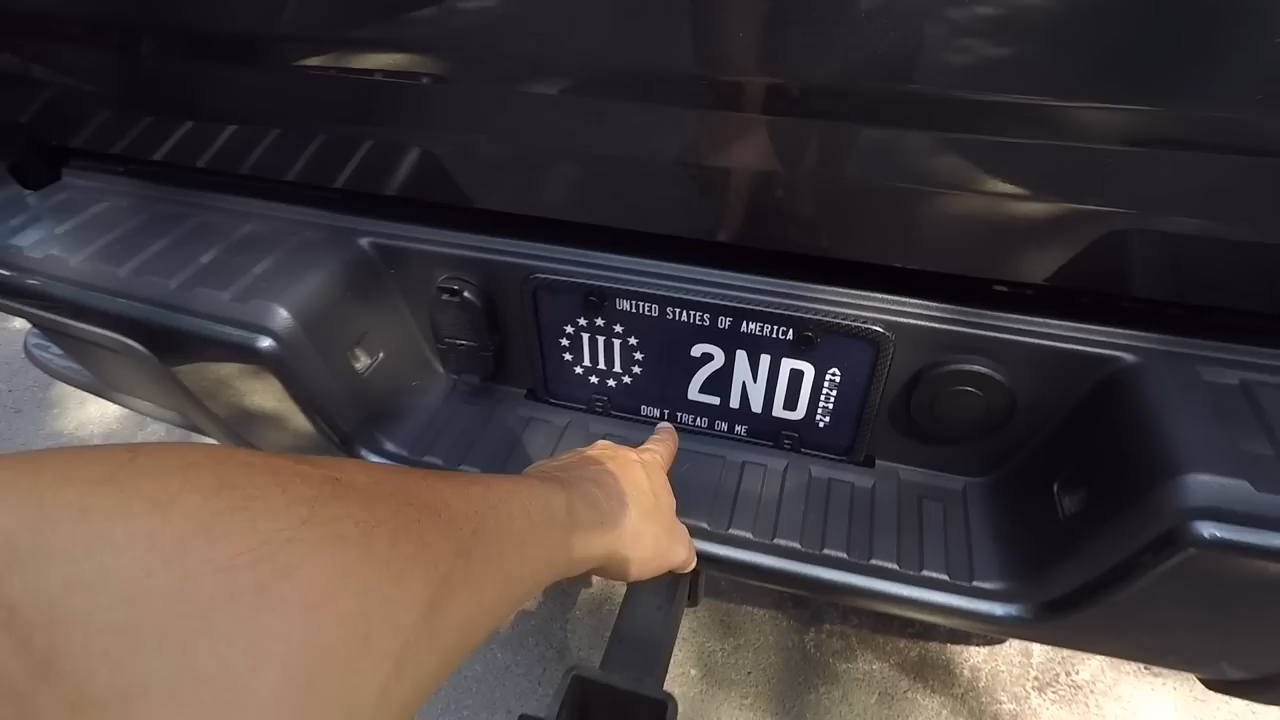 UNITED STATES OF AMERICA
III
2ND
AMENDMENT
DON'T TREAD ON ME